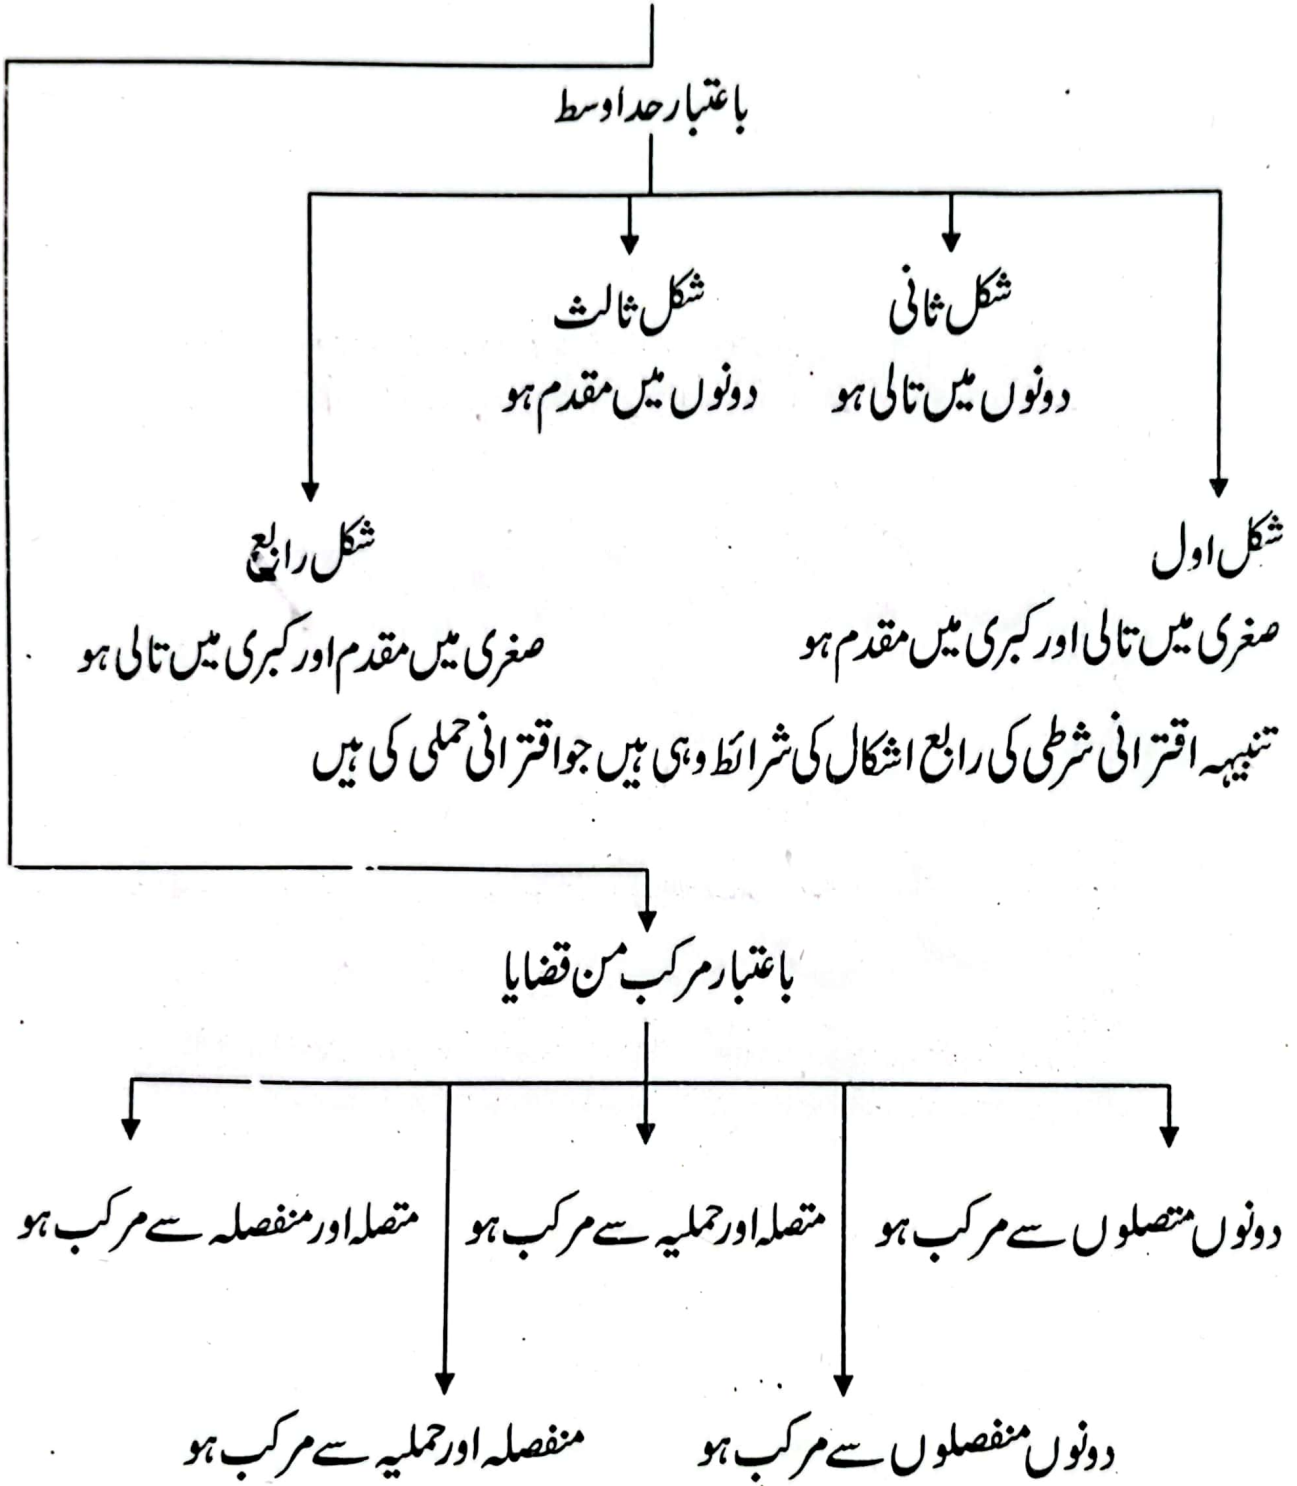 باعتبار حد اوسط
شکل ثانی
شکل ثالث
دونوں میں تالی ہو
دونوں میں مقدم ہو
شکل اول
شکل رابع
صغری میں تالی اور کبری میں مقدم ہو
صغری میں مقدم اور کبری میں تالی ہو
تنبیہہ اقترانی شرطی کی رابع اشکال کی شرائط وہی ہیں جو اقترانی حملی کی ہیں
باعتبار مرکب من قضایا
دونوں متصلوں سے مرکب ہو
متصلہ اور حملیہ سے مرکب ہو
متصلہ اور منفصلہ سے مرکب ہو
دونوں منفصلوں سے مرکب ہو
منفصلہ اور حملیہ سے مرکب ہو